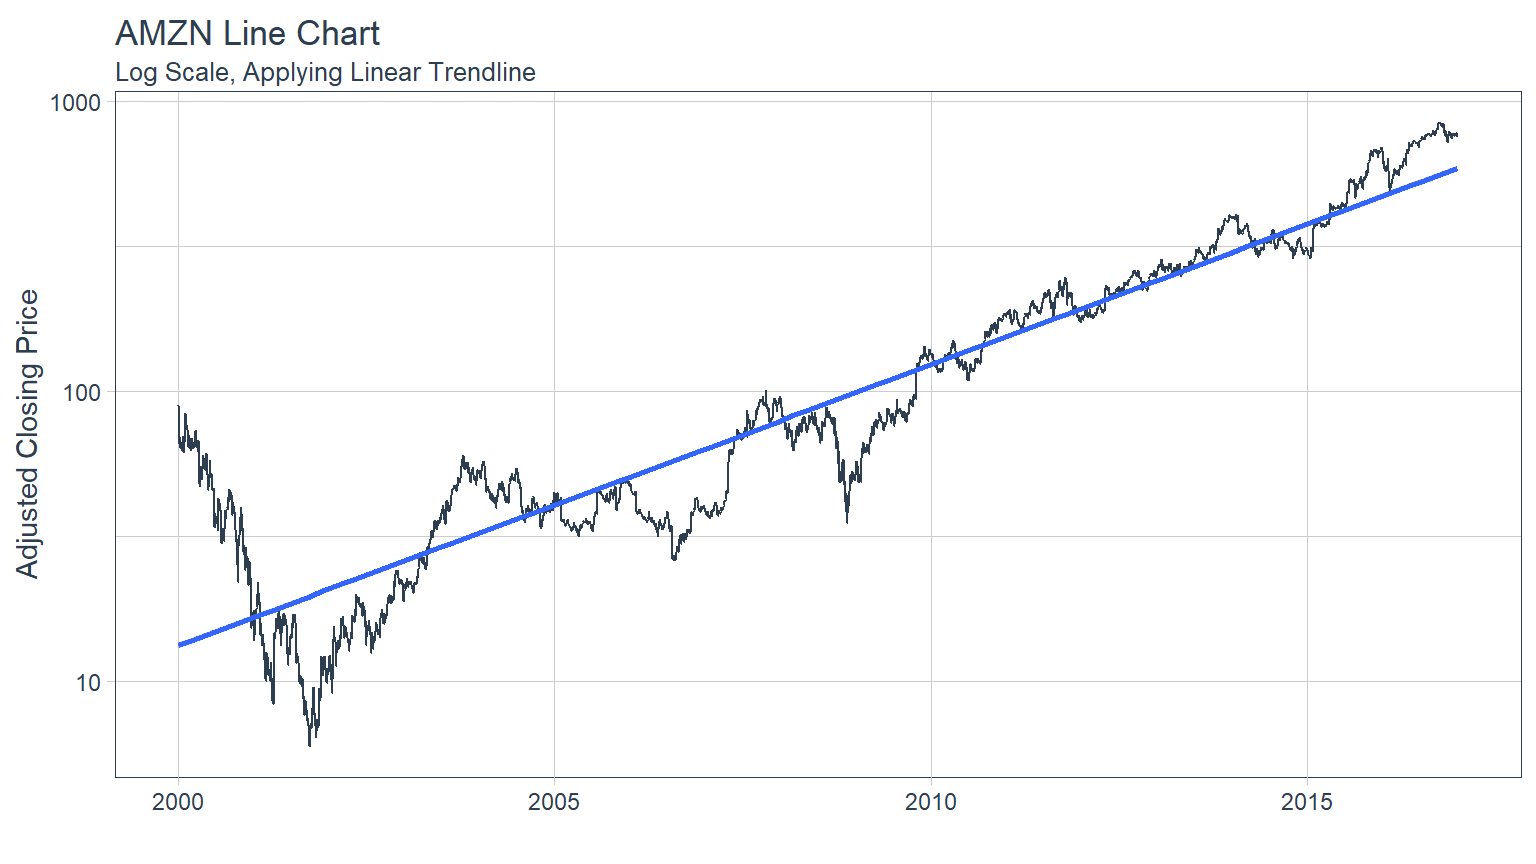 AMZN Line Chart
Log Scale, Applying Linear Trendline
Adjusted Closing Price
1000
100
10
2000 2005 2010 2015